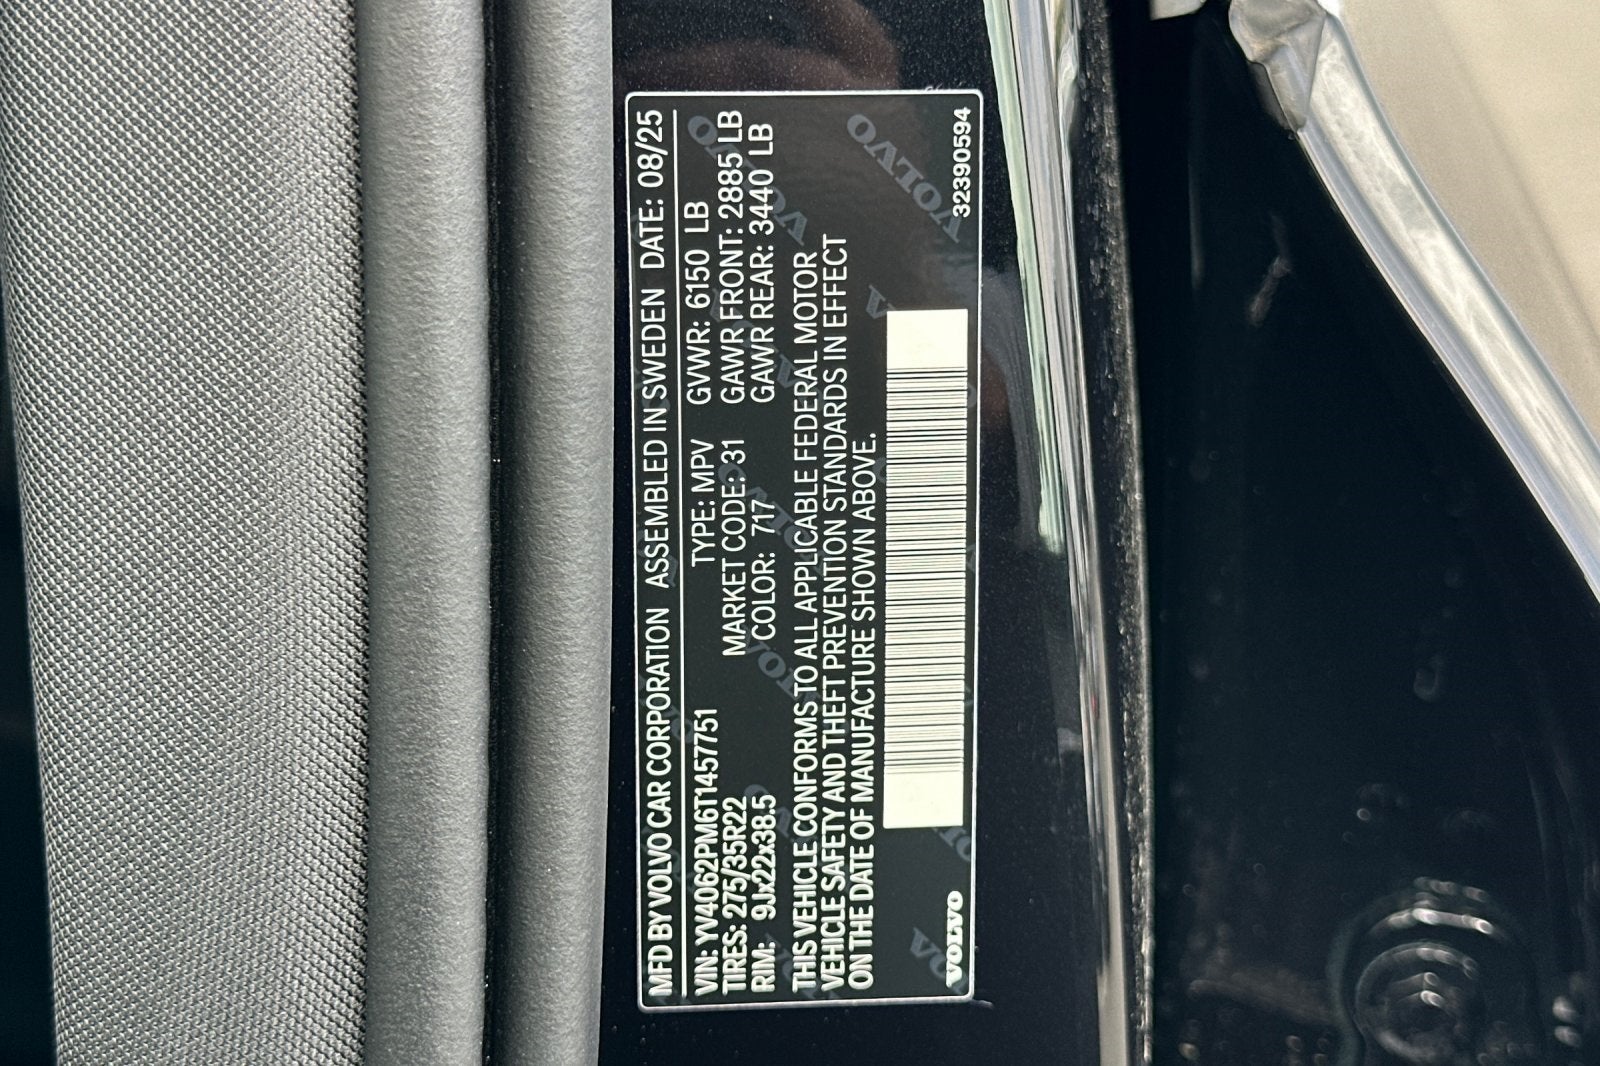 MFD BY VOLVO CAR CORPORATION ASSEMBLED IN SWEDEN DATE: 08/25
VIN: YV4062PM6T1457751 TYPE: MPV GVWR: 6150 LB
TIRES: 275/35R22 MARKET CODE: 31 GAWR FRONT: 2885 LB
RIM: 9Jx22x38.5 COLOR: 717 GAWR REAR: 3440 LB
THIS VEHICLE CONFORMS TO ALL APPLICABLE FEDERAL MOTOR
VEHICLE SAFETY AND THEFT PREVENTION STANDARDS IN EFFECT
ON THE DATE OF MANUFACTURE SHOWN ABOVE.
VOLVO 32390594